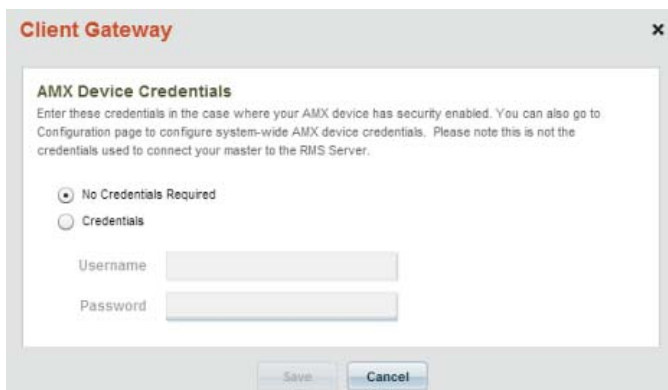 Client Gateway
AMX Device Credentials
Enter these credentials in the case where your AMX device has security enabled. You can also go to
Configuration page to configure system-wide AMX device credentials. Please note this is not the
credentials used to connect your master to the RMS Server.
No Credentials Required
Credentials
Username
Password
Save Cancel